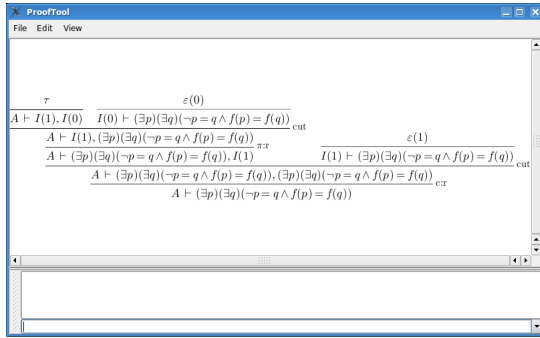 ProofTool
File Edit View
τ ε(0)
A ⊢ I(1), I(0) I(0) ⊢ (∃p)(∃q)(¬p = q ∧ f(p) = f(q)) cut
A ⊢ I(1), (∃p)(∃q)(¬p = q ∧ f(p) = f(q)) π:r ε(1)
A ⊢ (∃p)(∃q)(¬p = q ∧ f(p) = f(q)), I(1) I(1) ⊢ (∃p)(∃q)(¬p = q ∧ f(p) = f(q)) cut
A ⊢ (∃p)(∃q)(¬p = q ∧ f(p) = f(q)), (∃p)(∃q)(¬p = q ∧ f(p) = f(q)) c:r
A ⊢ (∃p)(∃q)(¬p = q ∧ f(p) = f(q))